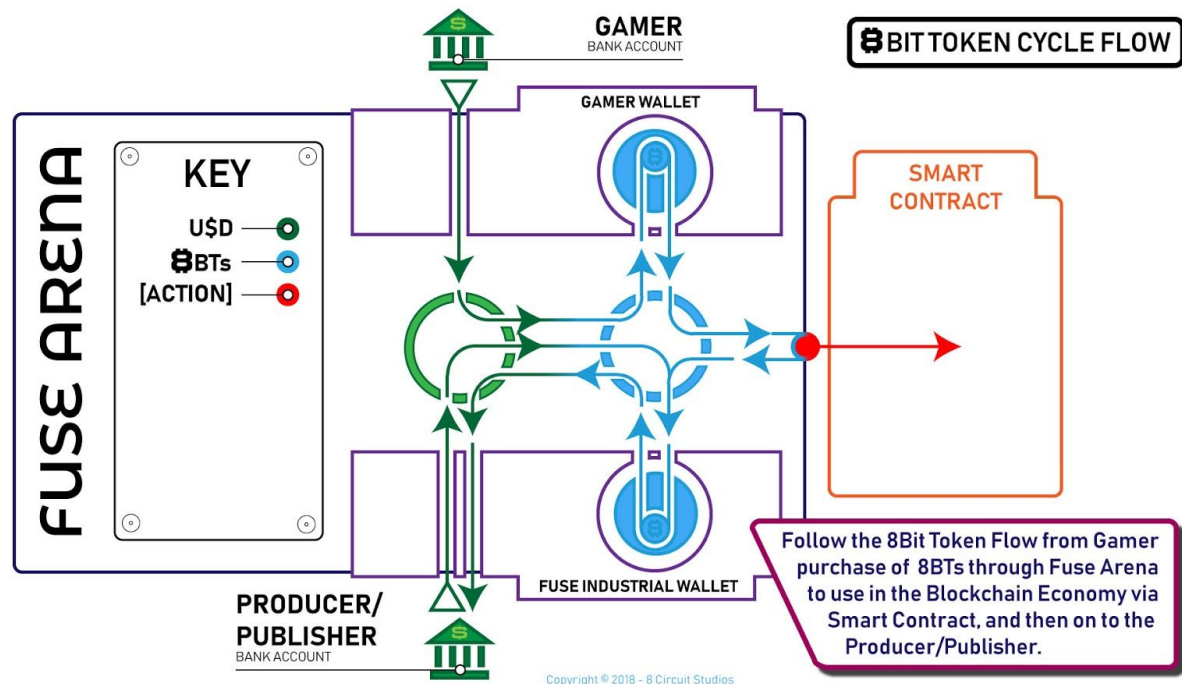 GAMER
BANK ACCOUNT
8BIT TOKEN CYCLE FLOW
GAMER WALLET
FUSE ARENA
KEY
U$D
8BTs
[ACTION]
SMART
CONTRACT
FUSE INDUSTRIAL WALLET
PRODUCER/
PUBLISHER
BANK ACCOUNT
Follow the 8Bit Token Flow from Gamer
purchase of 8BTs through Fuse Arena
to use in the Blockchain Economy via
Smart Contract, and then on to the
Producer/Publisher.
Copyright © 2018 - 8 Circuit Studios